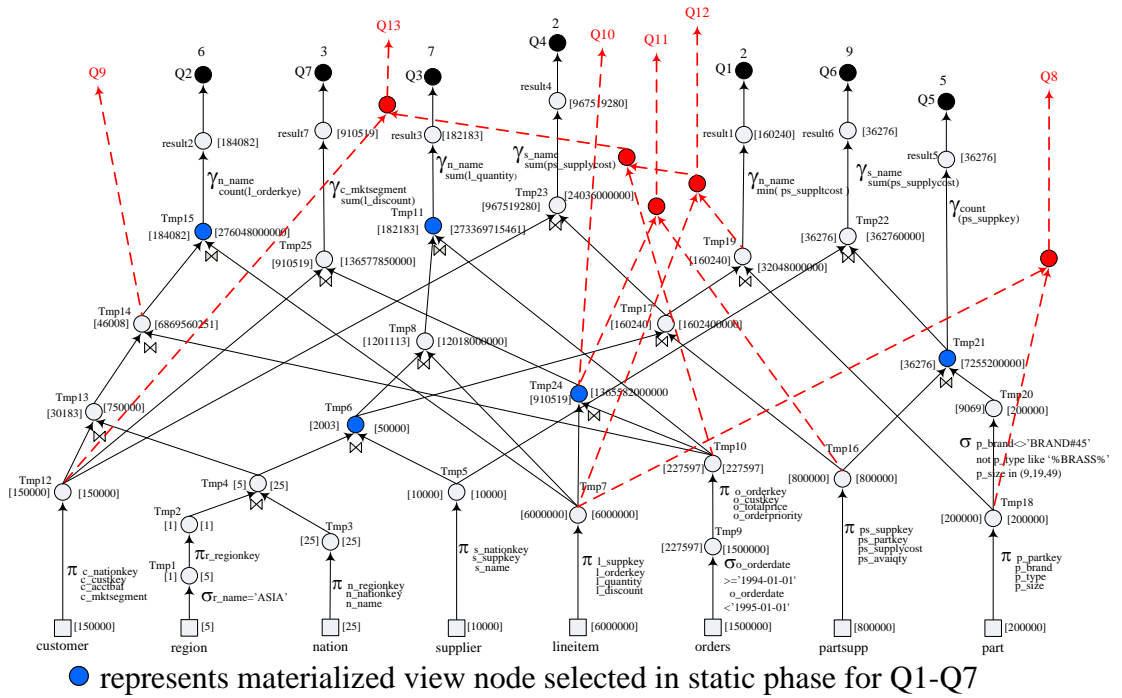 Q13
Q12
Q10
Q11
Q9
Q8
6
3
7
2
2
9
5
Q2
Q7
Q3
Q4
Q1
Q6
Q5
result4
[967519280]
result2
[184082]
result7
[910519]
result3
[182183]
result1
[160240]
result6
[36276]
result5
[36276]
γn_name
count(l_orderkye)
γc_mktsegment
sum(l_discount)
γn_name
sum(l_quantity)
γs_name
sum(ps_supplycost)
γn_name
min( ps_suppltcost )
γs_name
sum(ps_supplycost)
γcount
(ps_suppkey)
Tmp15
[184082]
[276048000000]
Tmp25
[910519]
[136577850000]
Tmp11
[182183]
[273369715461]
Tmp23
[967519280]
[24036000000]
Tmp19
[160240]
[32048000000]
Tmp22
[36276]
[362760000]
Tmp14
[46008]
[6869560251]
Tmp8
[1201113]
[12018000000]
Tmp17
[160240]
[1602400000]
Tmp21
[36276]
[7255200000]
Tmp13
[30183]
[750000]
Tmp6
[2003]
[50000]
Tmp24
[910519]
[1365582000000
Tmp20
[9069]
[200000]
σ p_brand<>'BRAND#45'
not p_type like ‘%BRASS%’
p_size in (9,19,49)
Tmp12
[150000]
[150000]
Tmp4
[5]
[25]
Tmp5
[10000]
[10000]
Tmp7
[6000000]
[6000000]
Tmp10
[227597]
[227597]
Tmp16
[800000]
[800000]
Tmp18
[200000]
[200000]
Tmp2
[1]
[1]
Tmp3
[25]
[25]
π o_orderkey
o_custkey
o_totalprice
o_orderpriority
Tmp9
[227597]
[1500000]
πr_regionkey
Tmp1
[1]
[5]
σr_name='ASIA'
π c_nationkey
c_custkey
c_acctbal
c_mktsegment
π n_regionkey
n_nationkey
n_name
π s_nationkey
s_suppkey
s_name
π l_suppkey
l_orderkey
l_quantity
l_discount
σo_orderdate
>='1994-01-01'
o_orderdate
<'1995-01-01'
π ps_suppkey
ps_partkey
ps_supplycost
ps_avaiqty
π p_partkey
p_brand
p_type
p_size
[150000]
[5]
[25]
[10000]
[6000000]
[1500000]
[800000]
[200000]
customer
region
nation
supplier
lineitem
orders
partsupp
part
represents materialized view node selected in static phase for Q1-Q7